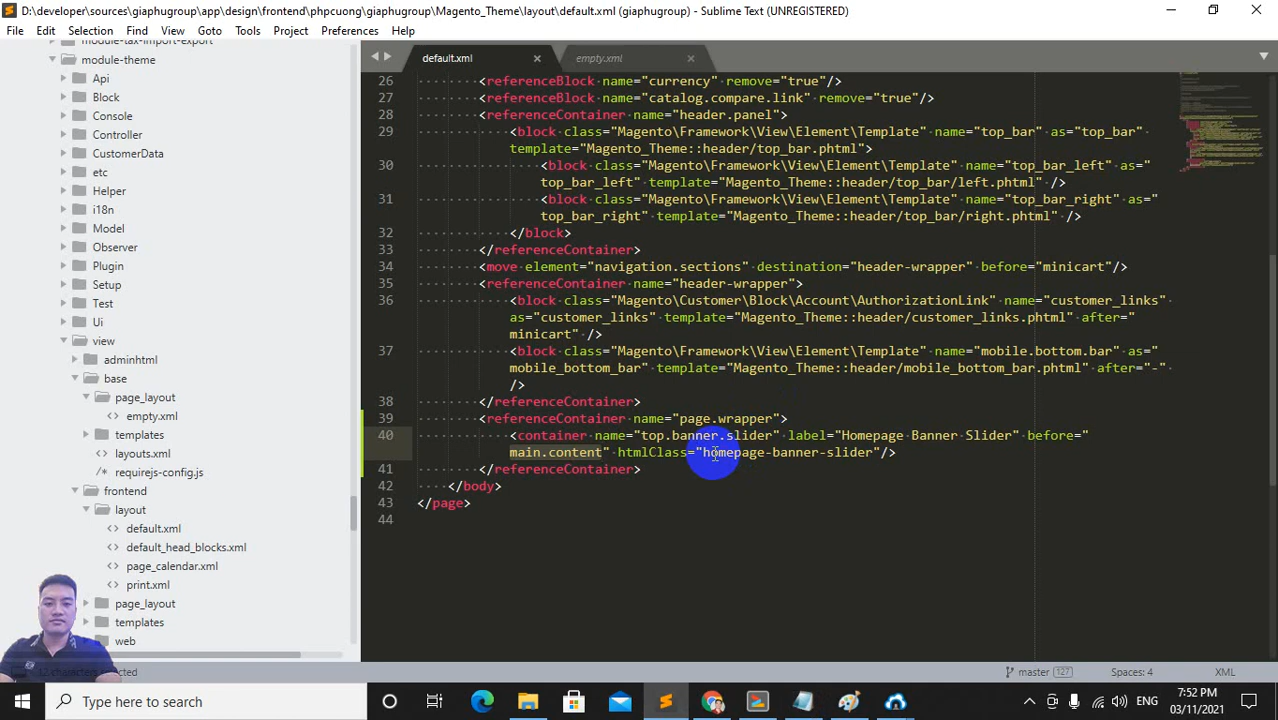 D:\developer\sources\giaphugroup\app\design\frontend\phpcuong\giaphugroup\Magento_Theme\layout\default.xml (giaphugroup) - Sublime Text (UNREGISTERED)
File Edit Selection Find View Goto Tools Project Preferences Help
module-tax-import-export
module-theme
Api
Block
Console
Controller
CustomerData
etc
Helper
i18n
Model
Observer
Plugin
Setup
Test
Ui
view
adminhtml
base
page_layout
empty.xml
templates
layouts.xml
requirejs-config.js
frontend
layout
default.xml
default_head_blocks.xml
page_calendar.xml
print.xml
page_layout
templates
web
default.xml empty.xml
26 <referenceBlock name="currency" remove="true"/>
27 <referenceBlock name="catalog.compare.link" remove="true"/>
28 <referenceContainer name="header.panel">
29 <block class="Magento\Framework\View\Element\Template" name="top_bar" as="top_bar"
template="Magento_Theme::header/top_bar.phtml">
30 <block class="Magento\Framework\View\Element\Template" name="top_bar_left" as="
top_bar_left" template="Magento_Theme::header/top_bar/left.phtml" />
31 <block class="Magento\Framework\View\Element\Template" name="top_bar_right" as="
top_bar_right" template="Magento_Theme::header/top_bar/right.phtml" />
32 </block>
33 </referenceContainer>
34 <move element="navigation.sections" destination="header-wrapper" before="minicart"/>
35 <referenceContainer name="header-wrapper">
36 <block class="Magento\Customer\Block\Account\AuthorizationLink" name="customer_links"
as="customer_links" template="Magento_Theme::header/customer_links.phtml" after="
minicart" />
37 <block class="Magento\Framework\View\Element\Template" name="mobile.bottom.bar" as="
mobile_bottom_bar" template="Magento_Theme::header/mobile_bottom_bar.phtml" after="-"
/>
38 </referenceContainer>
39 <referenceContainer name="page.wrapper">
40 <container name="top.banner.slider" label="Homepage Banner Slider" before="
main.content" htmlClass="homepage-banner-slider"/>
41 </referenceContainer>
42 </body>
43 </page>
44
12 characters selected
master 127 Spaces: 4 XML
Type here to search
ENG
7:52 PM
03/11/2021